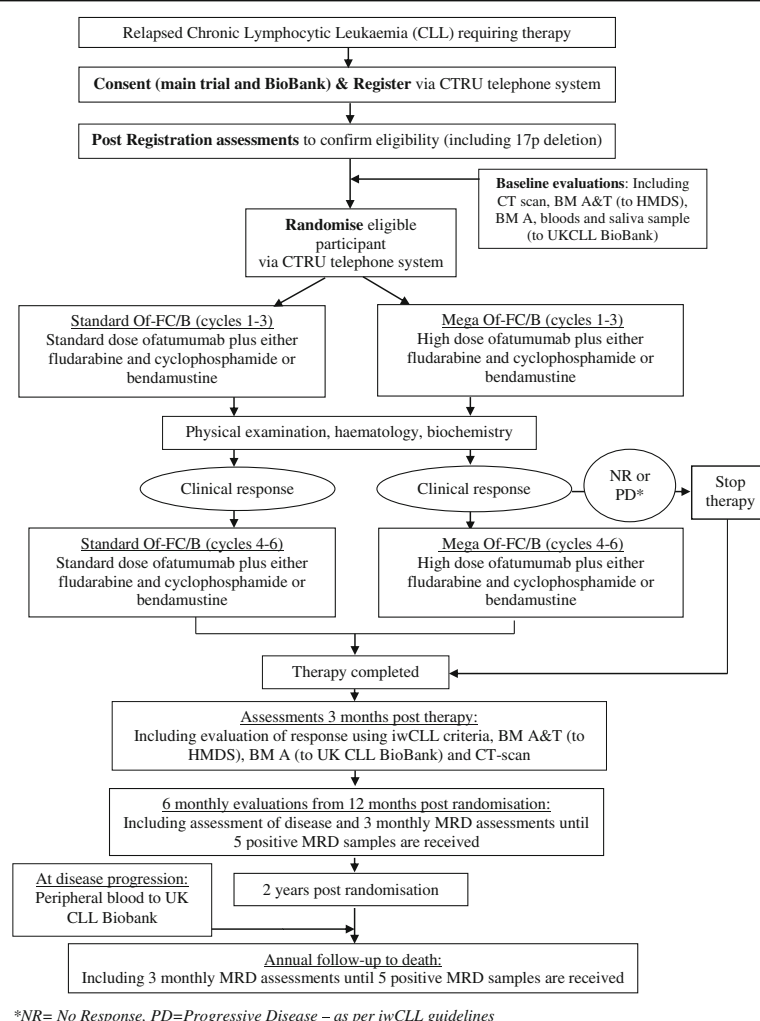 Relapsed Chronic Lymphocytic Leukaemia (CLL) requiring therapy
Consent (main trial and BioBank) & Register via CTRU telephone system
Post Registration assessments to confirm eligibility (including 17p deletion)
Baseline evaluations: Including
CT scan, BM A&T (to HMDS),
BM A, bloods and saliva sample
(to UKCLL BioBank)
Randomise eligible
participant
via CTRU telephone system
Standard Of-FC/B (cycles 1-3)
Standard dose ofatumumab plus either
fludarabine and cyclophosphamide or
bendamustine
Mega Of-FC/B (cycles 1-3)
High dose ofatumumab plus either
fludarabine and cyclophosphamide or
bendamustine
Physical examination, haematology, biochemistry
Clinical response
Clinical response
NR or
PD*
Stop
therapy
Standard Of-FC/B (cycles 4-6)
Standard dose ofatumumab plus either
fludarabine and cyclophosphamide or
bendamustine
Mega Of-FC/B (cycles 4-6)
High dose ofatumumab plus either
fludarabine and cyclophosphamide or
bendamustine
Therapy completed
Assessments 3 months post therapy:
Including evaluation of response using iwCLL criteria, BM A&T (to
HMDS), BM A (to UK CLL BioBank) and CT-scan
6 monthly evaluations from 12 months post randomisation:
Including assessment of disease and 3 monthly MRD assessments until
5 positive MRD samples are received
At disease progression:
Peripheral blood to UK
CLL Biobank
2 years post randomisation
Annual follow-up to death:
Including 3 monthly MRD assessments until 5 positive MRD samples are received
*NR= No Response, PD=Progressive Disease – as per iwCLL guidelines